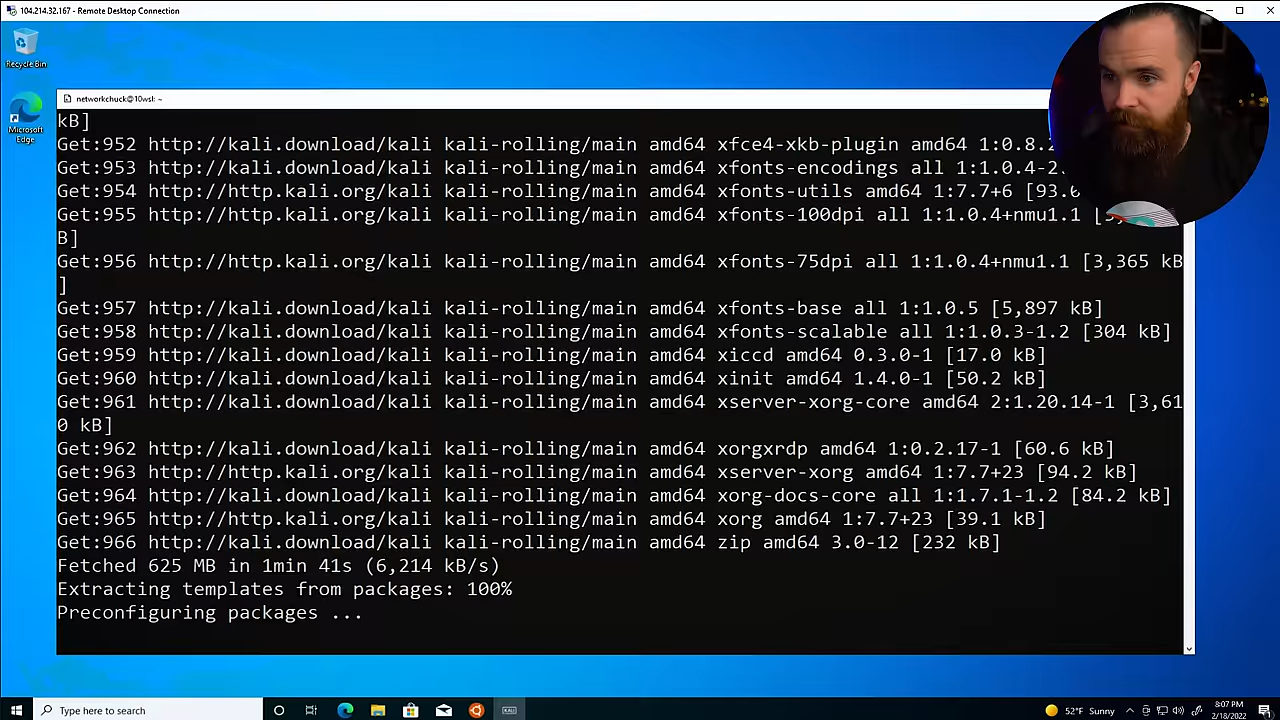 104.214.32.167 - Remote Desktop Connection
Recycle Bin
Microsoft
Edge
networkchuck@10wsl: ~
kB]
Get:952 http://kali.download/kali kali-rolling/main amd64 xfce4-xkb-plugin amd64 1:0.8.2
Get:953 http://kali.download/kali kali-rolling/main amd64 xfonts-encodings all 1:1.0.4-2.
Get:954 http://http.kali.org/kali kali-rolling/main amd64 xfonts-utils amd64 1:7.7+6 [93.6
Get:955 http://http.kali.org/kali kali-rolling/main amd64 xfonts-100dpi all 1:1.0.4+nmu1.1
B]
Get:956 http://http.kali.org/kali kali-rolling/main amd64 xfonts-75dpi all 1:1.0.4+nmu1.1 [3,365 kB
]
Get:957 http://kali.download/kali kali-rolling/main amd64 xfonts-base all 1:1.0.5 [5,897 kB]
Get:958 http://kali.download/kali kali-rolling/main amd64 xfonts-scalable all 1:1.0.3-1.2 [304 kB]
Get:959 http://kali.download/kali kali-rolling/main amd64 xiccd amd64 0.3.0-1 [17.0 kB]
Get:960 http://kali.download/kali kali-rolling/main amd64 xinit amd64 1.4.0-1 [50.2 kB]
Get:961 http://kali.download/kali kali-rolling/main amd64 xserver-xorg-core amd64 2:1.20.14-1 [3,61
0 kB]
Get:962 http://kali.download/kali kali-rolling/main amd64 xorgxrdp amd64 1:0.2.17-1 [60.6 kB]
Get:963 http://http.kali.org/kali kali-rolling/main amd64 xserver-xorg amd64 1:7.7+23 [94.2 kB]
Get:964 http://kali.download/kali kali-rolling/main amd64 xorg-docs-core all 1:1.7.1-1.2 [84.2 kB]
Get:965 http://http.kali.org/kali kali-rolling/main amd64 xorg amd64 1:7.7+23 [39.1 kB]
Get:966 http://kali.download/kali kali-rolling/main amd64 zip amd64 3.0-12 [232 kB]
Fetched 625 MB in 1min 41s (6,214 kB/s)
Extracting templates from packages: 100%
Preconfiguring packages ...
Type here to search
52°F Sunny
8:07 PM
2/18/2022